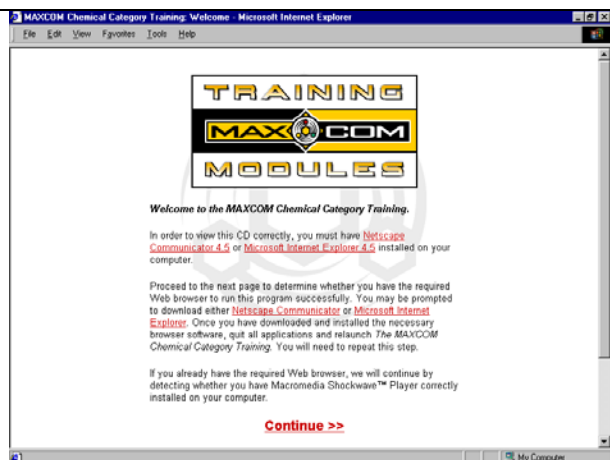 MAXCOM Chemical Category Training: Welcome - Microsoft Internet Explorer
File Edit View Favorites Tools Help
TRAINING
MAXCOM
MODULES
Welcome to the MAXCOM Chemical Category Training.
In order to view this CD correctly, you must have Netscape
Communicator 4.5 or Microsoft Internet Explorer 4.5 installed on your
computer.
Proceed to the next page to determine whether you have the required
Web browser to run this program successfully. You may be prompted
to download either Netscape Communicator or Microsoft Internet
Explorer. Once you have downloaded and installed the necessary
browser software, quit all applications and relaunch The MAXCOM
Chemical Category Training. You will need to repeat this step.
If you already have the required Web browser, we will continue by
detecting whether you have Macromedia Shockwave™ Player correctly
installed on your computer.
Continue >>
My Computer